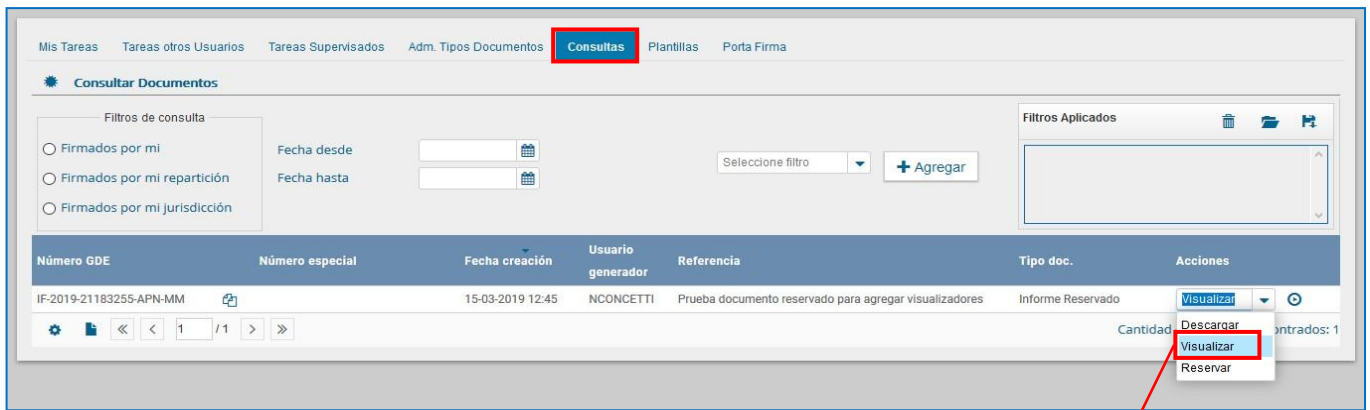 Mis Tareas Tareas otros Usuarios Tareas Supervisados Adm. Tipos Documentos Consultas Plantillas Porta Firma
Consultar Documentos
Filtros de consulta
Filtros Aplicados
Firmados por mi
Fecha desde
Seleccione filtro
Agregar
Firmados por mi repartición
Fecha hasta
Firmados por mi jurisdicción
Número GDE Número especial Fecha creación Usuario generador Referencia Tipo doc. Acciones
IF-2019-21183255-APN-MM 15-03-2019 12:45 NCONCETTI Prueba documento reservado para agregar visualizadores Informe Reservado Visualizar
1 / 1
Cantidad
Descargar
ontrados: 1
Visualizar
Reservar